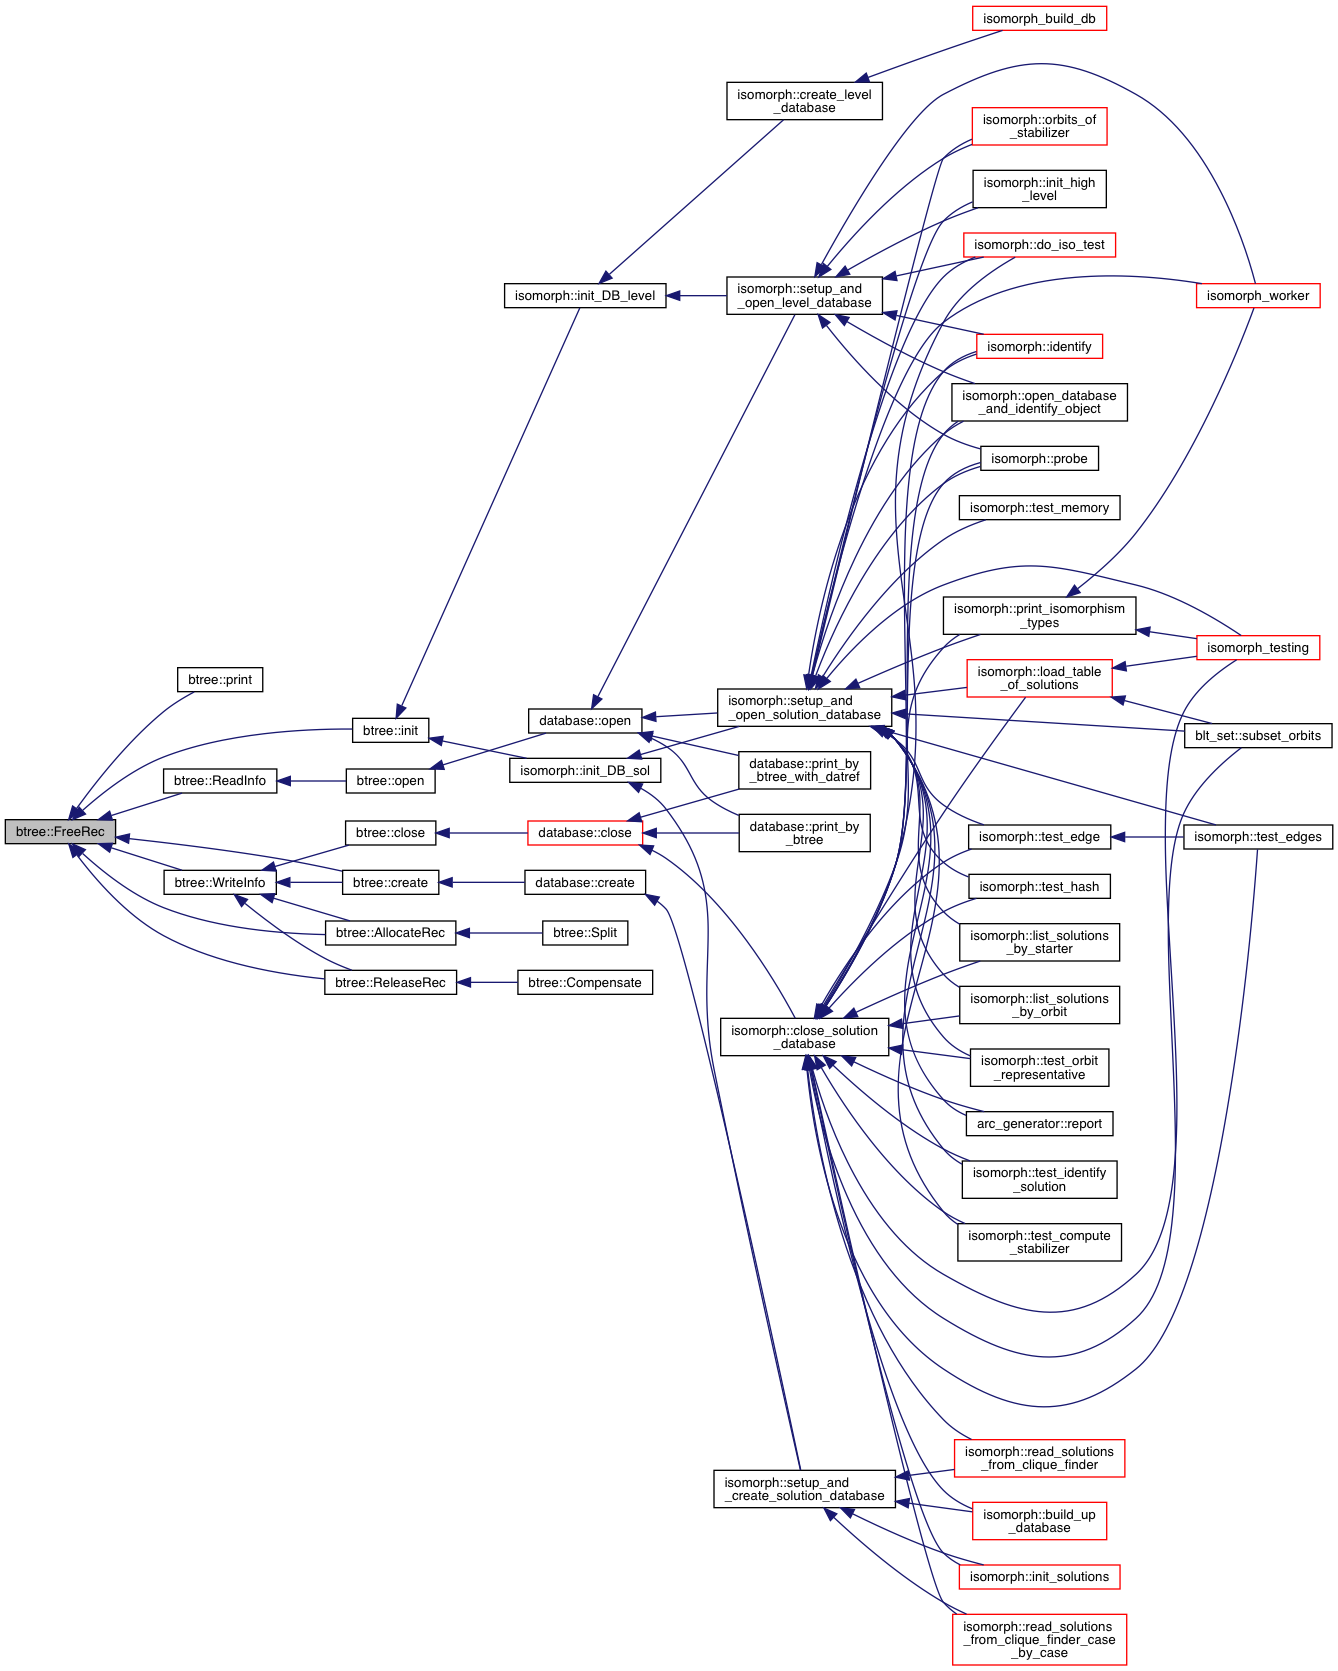 isomorph_build_db
isomorph::create_level
_database
isomorph::orbits_of
_stabilizer
isomorph::init_high
_level
isomorph::do_iso_test
isomorph::init_DB_level
isomorph::setup_and
_open_level_database
isomorph_worker
isomorph::identify
isomorph::open_database
_and_identify_object
isomorph::probe
isomorph::test_memory
isomorph::print_isomorphism
_types
isomorph_testing
isomorph::load_table
_of_solutions
btree::print
isomorph::setup_and
_open_solution_database
database::open
btree::init
blt_set::subset_orbits
isomorph::init_DB_sol
database::print_by
_btree_with_datref
btree::ReadInfo
btree::open
btree::FreeRec
btree::close
database::close
database::print_by
_btree
isomorph::test_edge
isomorph::test_edges
btree::WriteInfo
btree::create
database::create
isomorph::test_hash
btree::AllocateRec
btree::Split
isomorph::list_solutions
_by_starter
btree::ReleaseRec
btree::Compensate
isomorph::list_solutions
_by_orbit
isomorph::close_solution
_database
isomorph::test_orbit
_representative
arc_generator::report
isomorph::test_identify
_solution
isomorph::test_compute
_stabilizer
isomorph::read_solutions
_from_clique_finder
isomorph::setup_and
_create_solution_database
isomorph::build_up
_database
isomorph::init_solutions
isomorph::read_solutions
_from_clique_finder_case
_by_case